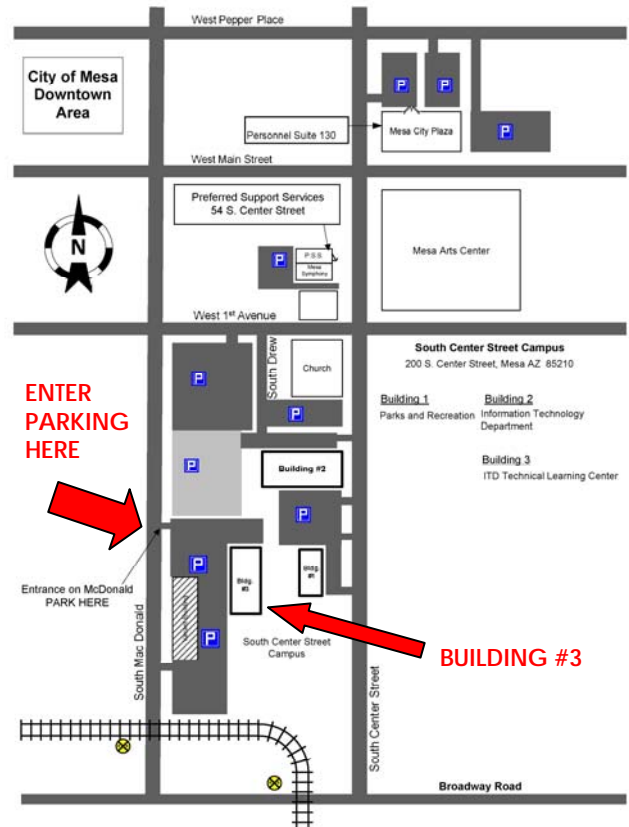 West Pepper Place
City of Mesa
Downtown
Area
P
P
P
Personnel Suite 130
Mesa City Plaza
West Main Street
N
Preferred Support Services
54 S. Center Street
P
P.S.S.
Mesa
Symphony
Mesa Arts Center
West 1st Avenue
South Drew
Church
P
P
South Center Street Campus
200 S. Center Street, Mesa AZ 85210
Building 1
Parks and Recreation
Building 2
Information Technology
Department
Building 3
ITD Technical Learning Center
ENTER
PARKING
HERE
P
Building #2
P
Entrance on McDonald
PARK HERE
P
Bldg.
#3
Bldg.
#1
P
South Center Street
Campus
BUILDING #3
South Mac Donald
South Center Street
Broadway Road